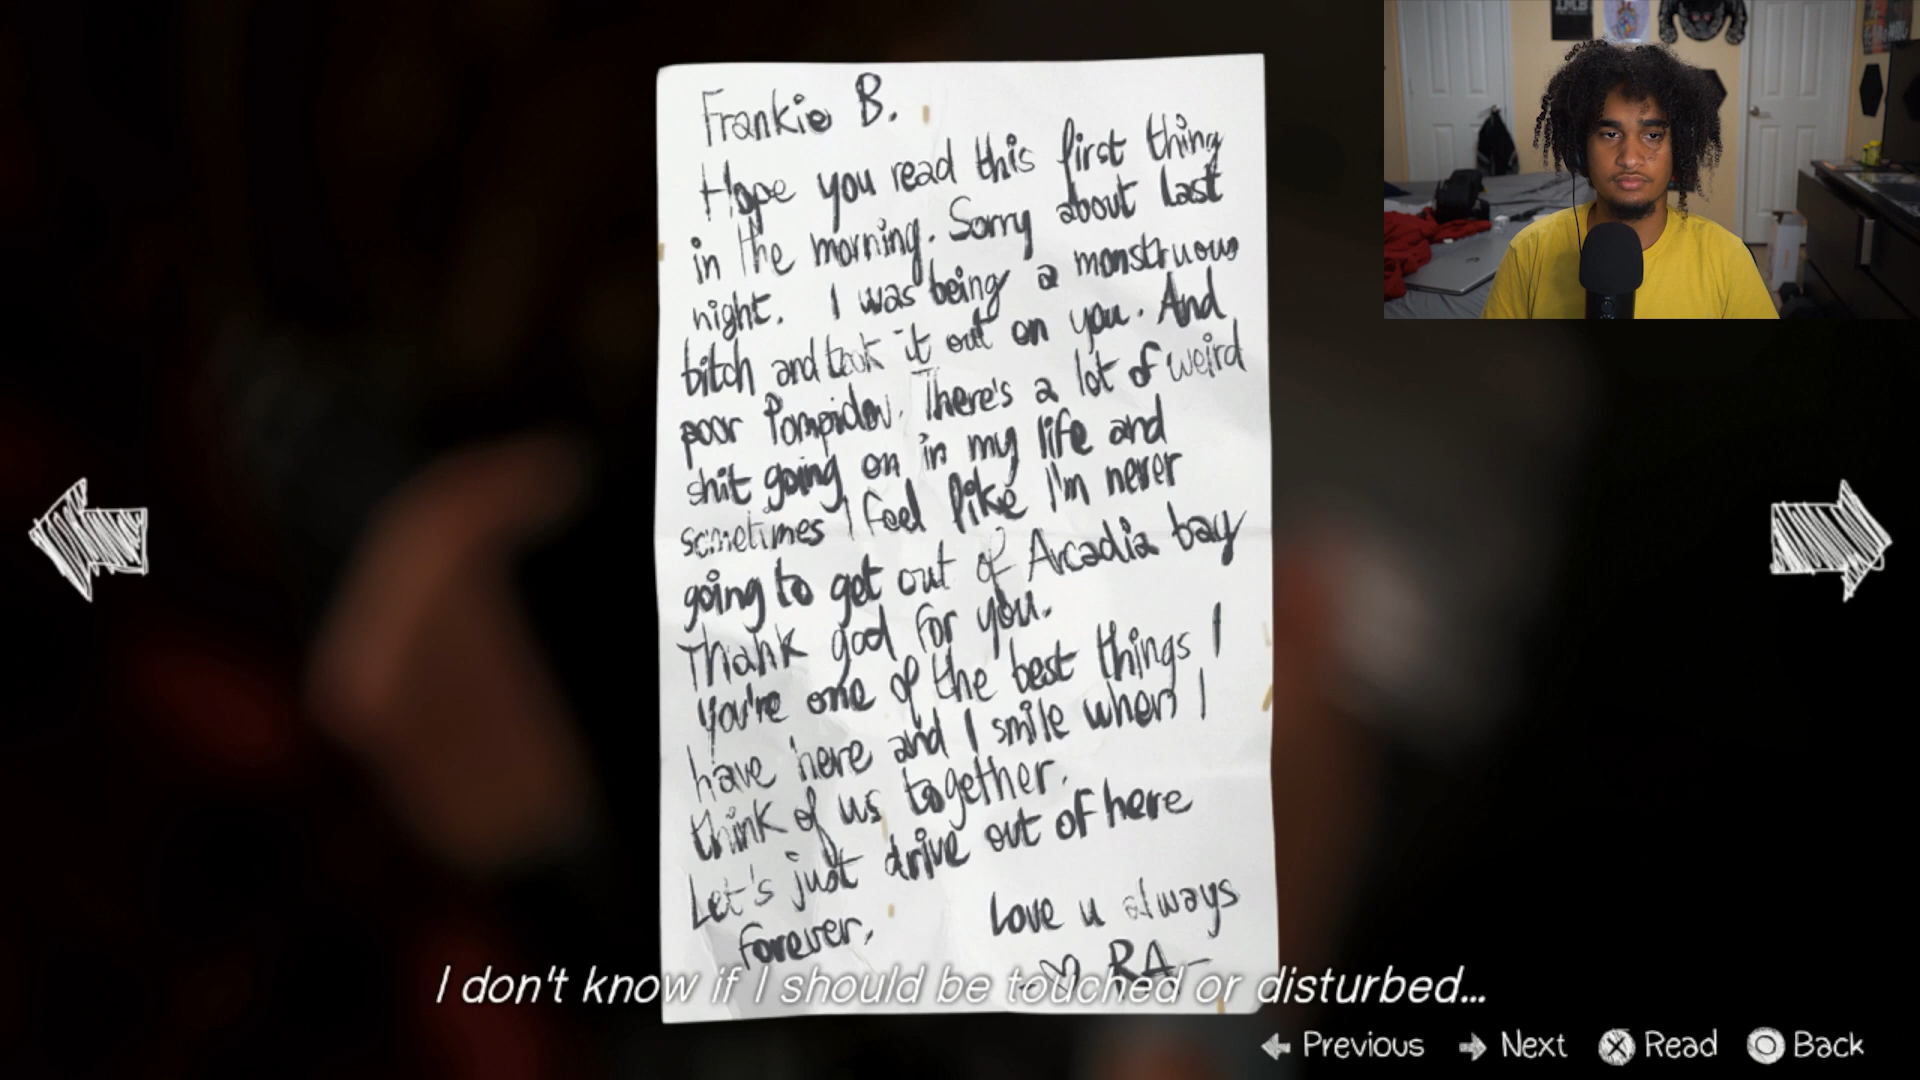 Frankie B.
Hope you read this first thing
in the morning. Sorry about last
night. I was being a monstruous
bitch and took it out on you. And
poor Pompidou. There's a lot of weird
shit going on in my life and
sometimes I feel like I'm never
going to get out of Arcadia bay
Thank god for you.
You're one of the best things I
have here and I smile when I
think of us together.
Let's just drive out of here
forever.
Love u always
-♡ RA-
I don't know if I should be touched or disturbed...
Previous Next Read Back